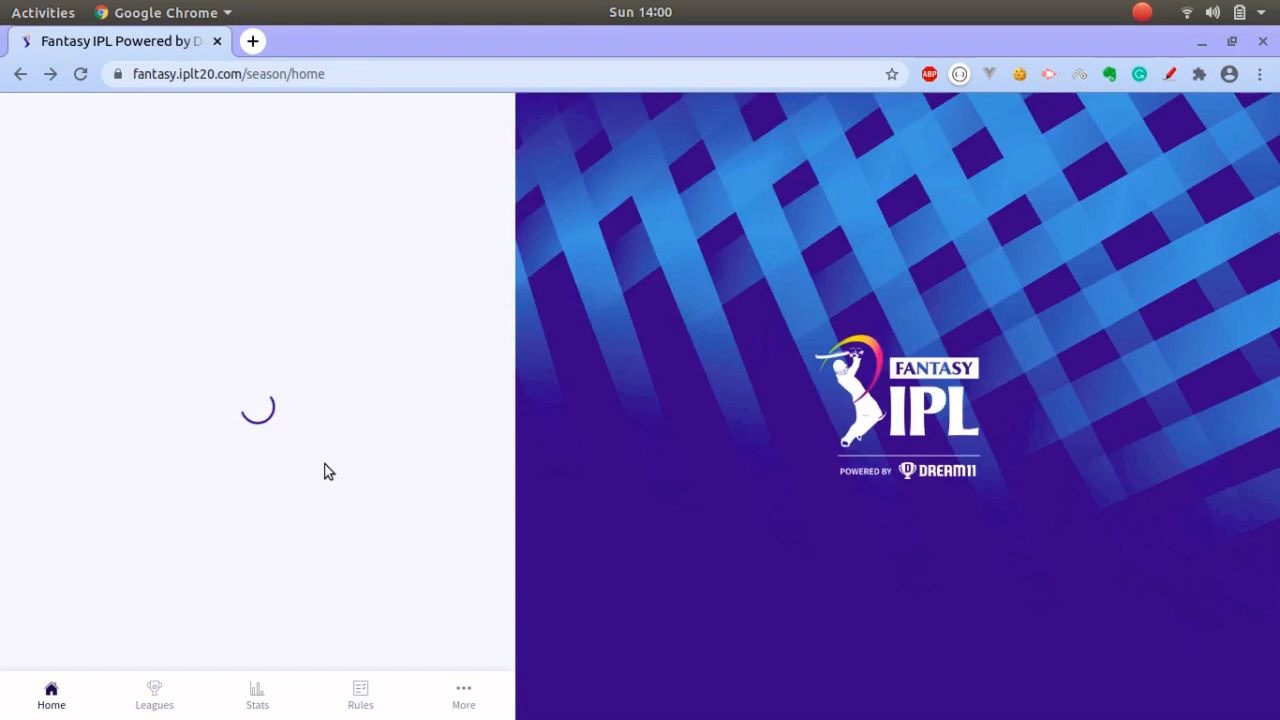 Activities
Google Chrome
Sun 14:00
Fantasy IPL Powered by D
fantasy.iplt20.com/season/home
ABP
FANTASY
IPL
POWERED BY DREAM11
Home
Leagues
Stats
Rules
More